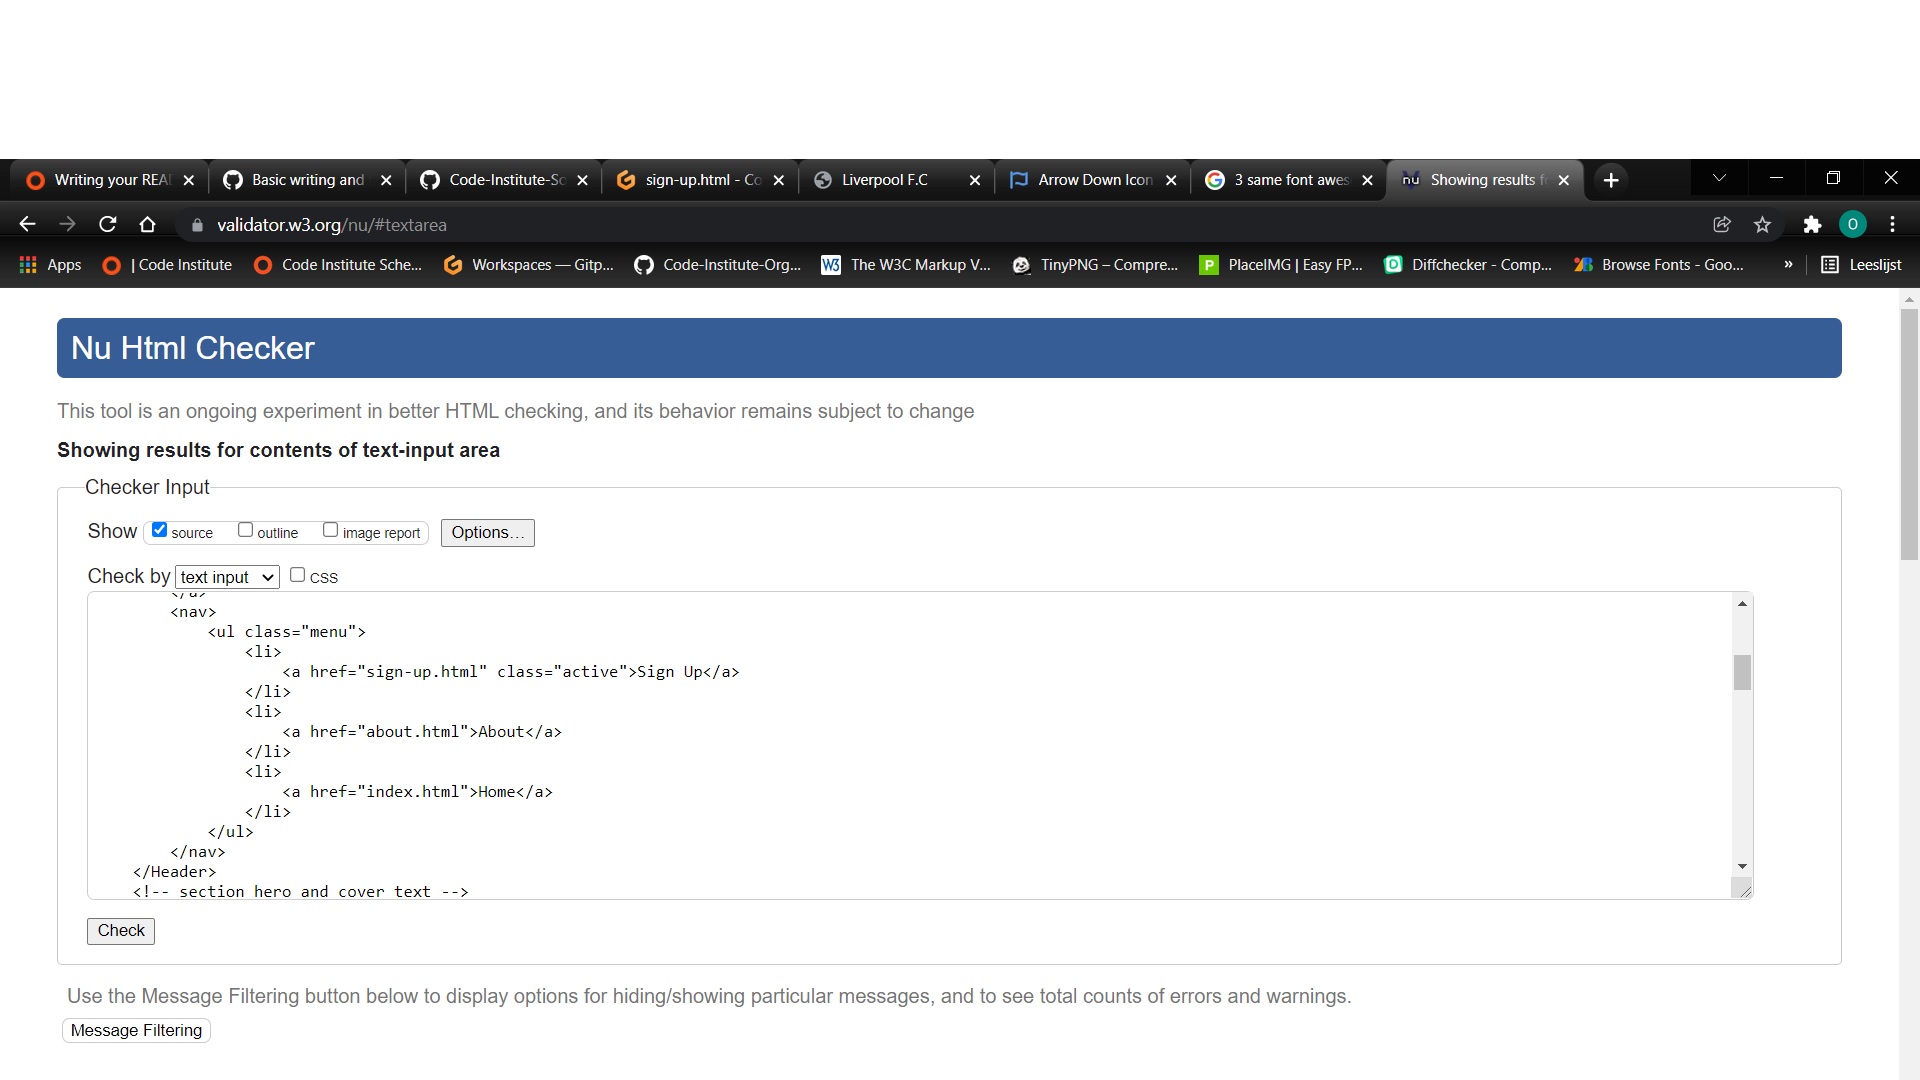 Writing your REA
Basic writing and
Code-Institute-So
sign-up.html - Co
Liverpool F.C
Arrow Down Icon
3 same font awes
nu Showing results f
validator.w3.org/nu/#textarea
O
Apps
| Code Institute
Code Institute Sche...
Workspaces — Gitp...
Code-Institute-Org...
W3 The W3C Markup V...
TinyPNG – Compre...
P PlaceIMG | Easy FP...
D Diffchecker - Comp...
Browse Fonts - Goo...
»
Leeslijst
Nu Html Checker
This tool is an ongoing experiment in better HTML checking, and its behavior remains subject to change
Showing results for contents of text-input area
Checker Input
Show source outline image report Options...
Check by text input CSS
</a>
<nav>
<ul class="menu">
<li>
<a href="sign-up.html" class="active">Sign Up</a>
</li>
<li>
<a href="about.html">About</a>
</li>
<li>
<a href="index.html">Home</a>
</li>
</ul>
</nav>
</Header>
<!-- section hero and cover text -->
Check
Use the Message Filtering button below to display options for hiding/showing particular messages, and to see total counts of errors and warnings.
Message Filtering